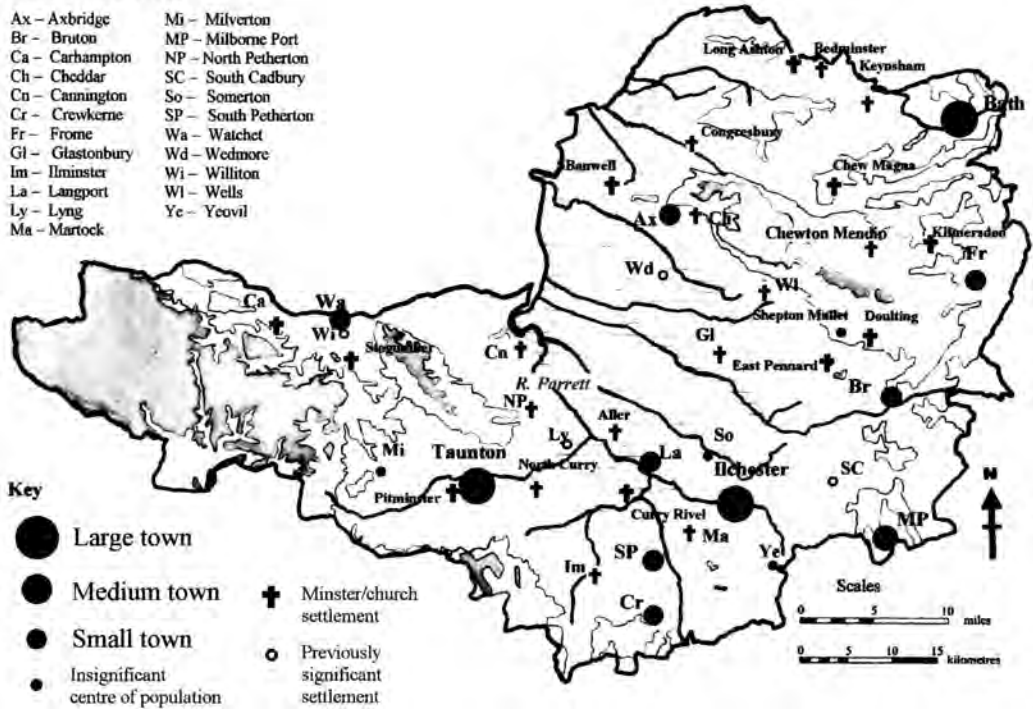 Ax – Axbridge
Br – Bruton
Ca – Carhampton
Ch – Cheddar
Cn – Cannington
Cr – Crewkerne
Fr – Frome
Gl – Glastonbury
Im – Ilminster
La – Langport
Ly – Lyng
Ma – Martock
Mi – Milverton
MP – Milborne Port
NP – North Petherton
SC – South Cadbury
So – Somerton
SP – South Petherton
Wa – Watchet
Wd – Wedmore
Wi – Williton
Wl – Wells
Ye – Yeovil
Long Ashton
Bedminster
Keynsham
Bath
Congresbury
Banwell
Chew Magna
Ax
Ch
Chewton Mendip
Kilmersdon
Fr
Wd
Wl
Ca
Wa
Wi
Stogumber
Cn
Shepton Mallet
Doulting
Gl
East Pennard
Br
R. Parrett
NP
Aller
Ly
So
Mi
Taunton
North Curry
La
Ilchester
SC
Pitminster
Curry Rivel
MP
Im
SP
Ma
Ye
Cr
N
Key
Large town
Medium town
Small town
Insignificant
centre of population
Minster/church
settlement
Previously
significant
settlement
Scales
0 5 10
miles
0 5 10 15
kilometres